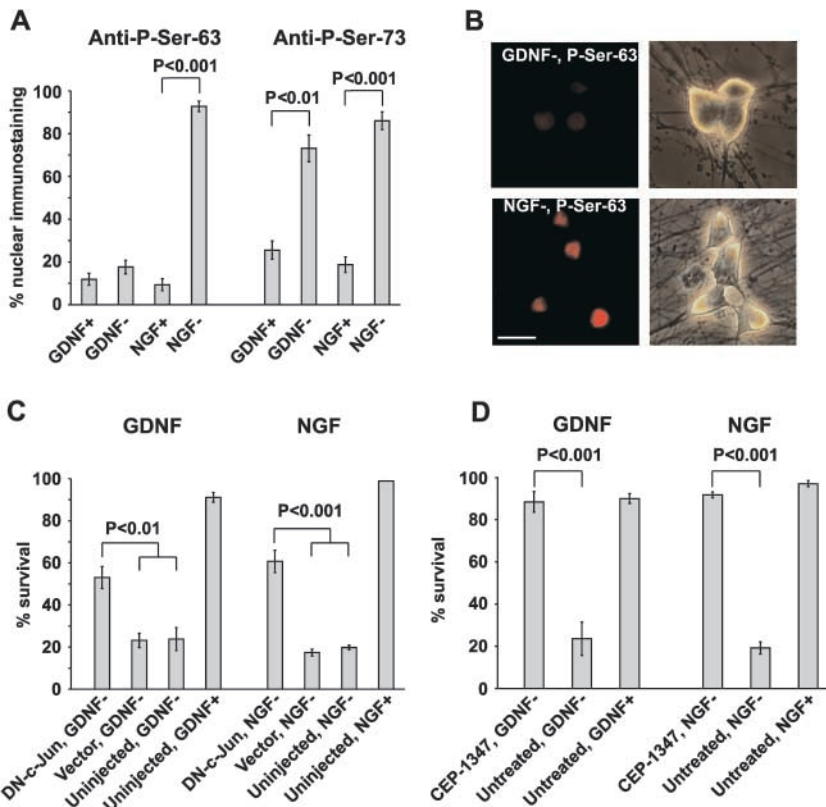 A
Anti-P-Ser-63
Anti-P-Ser-73
P<0.001
P<0.01
P<0.001
% nuclear immunostaining
100
80
60
40
20
0
GDNF+
GDNF-
NGF+
NGF-
GDNF+
GDNF-
NGF+
NGF-
B
GDNF-, P-Ser-63
NGF-, P-Ser-63
C
GDNF
NGF
P<0.01
P<0.001
% survival
100
80
60
40
20
0
DN-c-Jun, GDNF-
Vector, GDNF-
Uninjected, GDNF-
Uninjected, GDNF+
DN-c-Jun, NGF-
Vector, NGF-
Uninjected, NGF-
Uninjected, NGF+
D
GDNF
NGF
P<0.001
P<0.001
% survival
100
80
60
40
20
0
CEP-1347, GDNF-
Untreated, GDNF-
Untreated, GDNF+
CEP-1347, NGF-
Untreated, NGF-
Untreated, NGF+